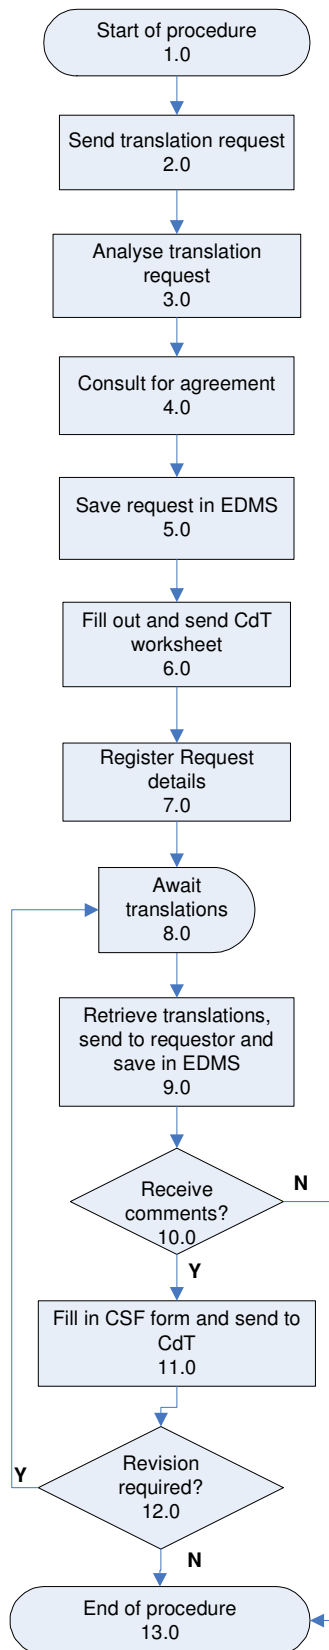 Start of procedure
1.0
Send translation request
2.0
Analyse translation
request
3.0
Consult for agreement
4.0
Save request in EDMS
5.0
Fill out and send CdT
worksheet
6.0
Register Request
details
7.0
Await
translations
8.0
Retrieve translations,
send to requestor and
save in EDMS
9.0
N
Receive
comments?
10.0
Y
Fill in CSF form and send to
CdT
11.0
Revision
required?
Y
12.0
N
End of procedure
13.0